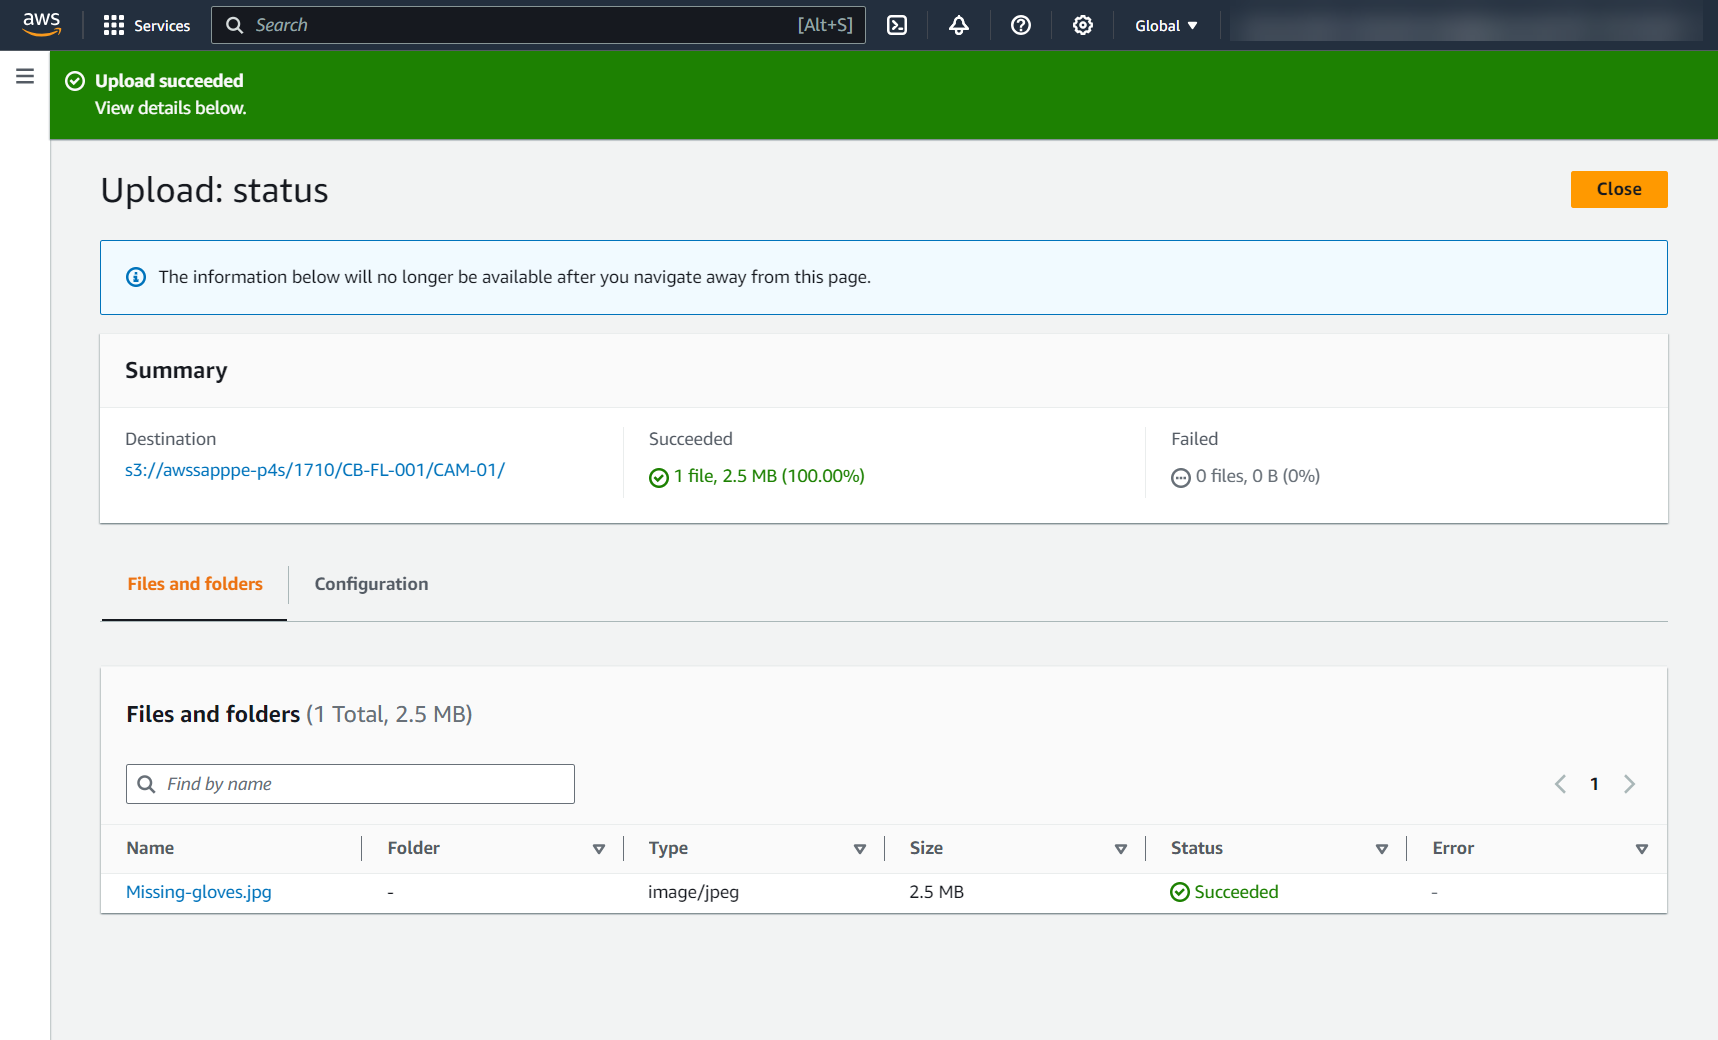 aws
Services
Search
[Alt+S]
Global
Upload succeeded
View details below.
Upload: status
Close
The information below will no longer be available after you navigate away from this page.
Summary
Destination
s3://awssapppe-p4s/1710/CB-FL-001/CAM-01/
Succeeded
1 file, 2.5 MB (100.00%)
Failed
0 files, 0 B (0%)
Files and folders
Configuration
Files and folders (1 Total, 2.5 MB)
Find by name
1
Name
Folder
Type
Size
Status
Error
Missing-gloves.jpg
-
image/jpeg
2.5 MB
Succeeded
-